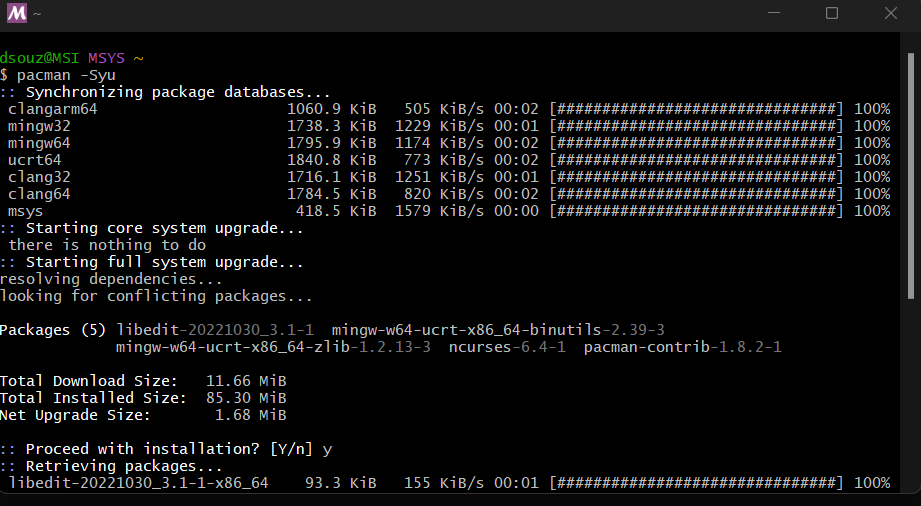 M ~
dsouz@MSI MSYS ~
$ pacman -Syu
:: Synchronizing package databases...
 clangarm64                    1060.9 KiB   505 KiB/s 00:02 [###############################] 100%
 mingw32                       1738.3 KiB  1229 KiB/s 00:01 [###############################] 100%
 mingw64                       1795.9 KiB  1174 KiB/s 00:02 [###############################] 100%
 ucrt64                        1840.8 KiB   773 KiB/s 00:02 [###############################] 100%
 clang32                       1716.1 KiB  1251 KiB/s 00:01 [###############################] 100%
 clang64                       1784.5 KiB   820 KiB/s 00:02 [###############################] 100%
 msys                           418.5 KiB  1579 KiB/s 00:00 [###############################] 100%
:: Starting core system upgrade...
 there is nothing to do
:: Starting full system upgrade...
resolving dependencies...
looking for conflicting packages...
Packages (5) libedit-20221030_3.1-1  mingw-w64-ucrt-x86_64-binutils-2.39-3
             mingw-w64-ucrt-x86_64-zlib-1.2.13-3  ncurses-6.4-1  pacman-contrib-1.8.2-1
Total Download Size:   11.66 MiB
Total Installed Size:  85.30 MiB
Net Upgrade Size:       1.68 MiB
:: Proceed with installation? [Y/n] y
:: Retrieving packages...
 libedit-20221030_3.1-1-x86_64    93.3 KiB   155 KiB/s 00:01 [###############################] 100%